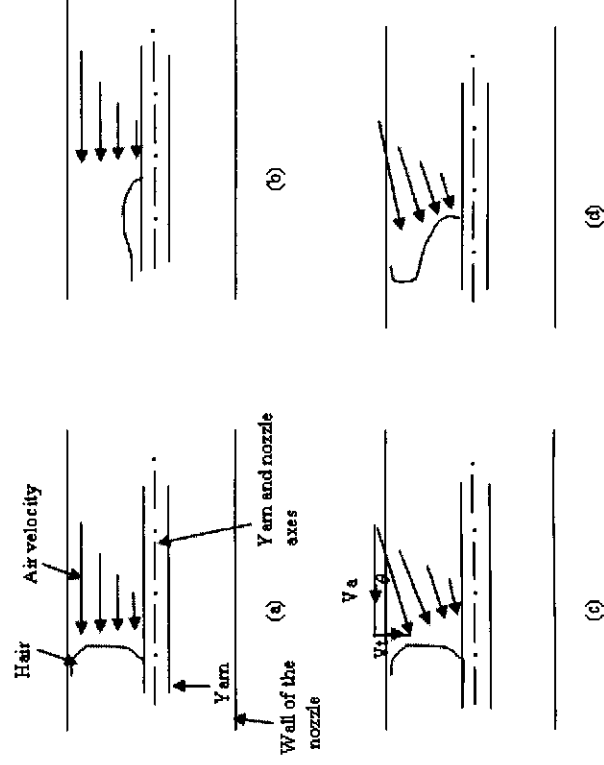 Hair
Air velocity
Yarn
Wall of the
nozzle
Yarn and nozzle
axes
(a)
(b)
Va
Vt
θ
(c)
(d)